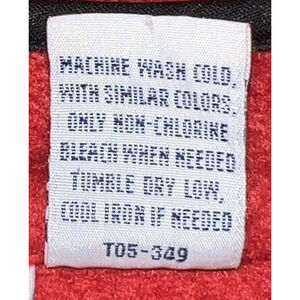 MACHINE WASH COLD,
WITH SIMILAR COLORS,
ONLY NON-CHLORINE
BLEACH WHEN NEEDED
TUMBLE DRY LOW,
COOL IRON IF NEEDED
T05-349